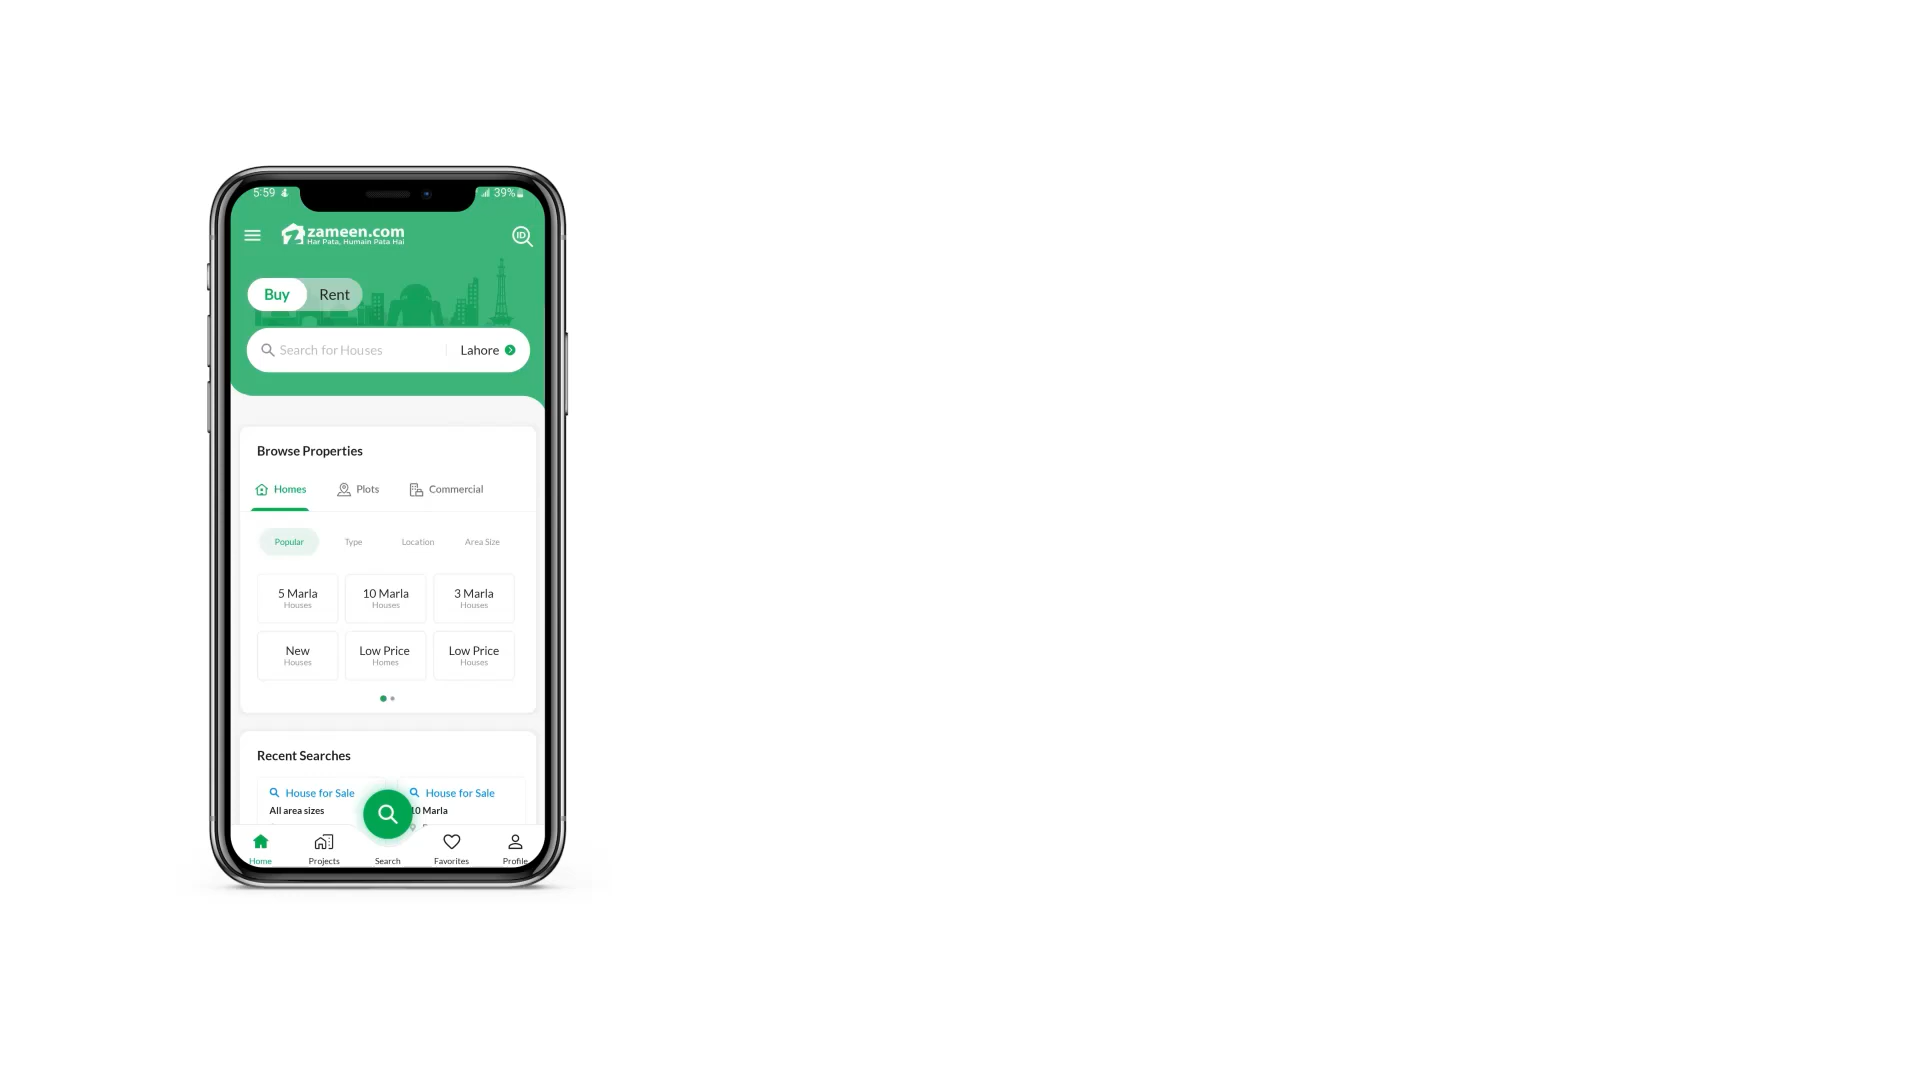 5:59
39%
zameen.com
Har Pata, Humain Pata Hai
ID
Buy Rent
Search for Houses Lahore
Browse Properties
Homes Plots Commercial
Popular Type Location Area Size
5 Marla 10 Marla 3 Marla
Houses Houses Houses
New Low Price Low Price
Houses Homes Houses
Recent Searches
House for Sale House for Sale
All area sizes 10 Marla
Home Projects Search Favorites Profile